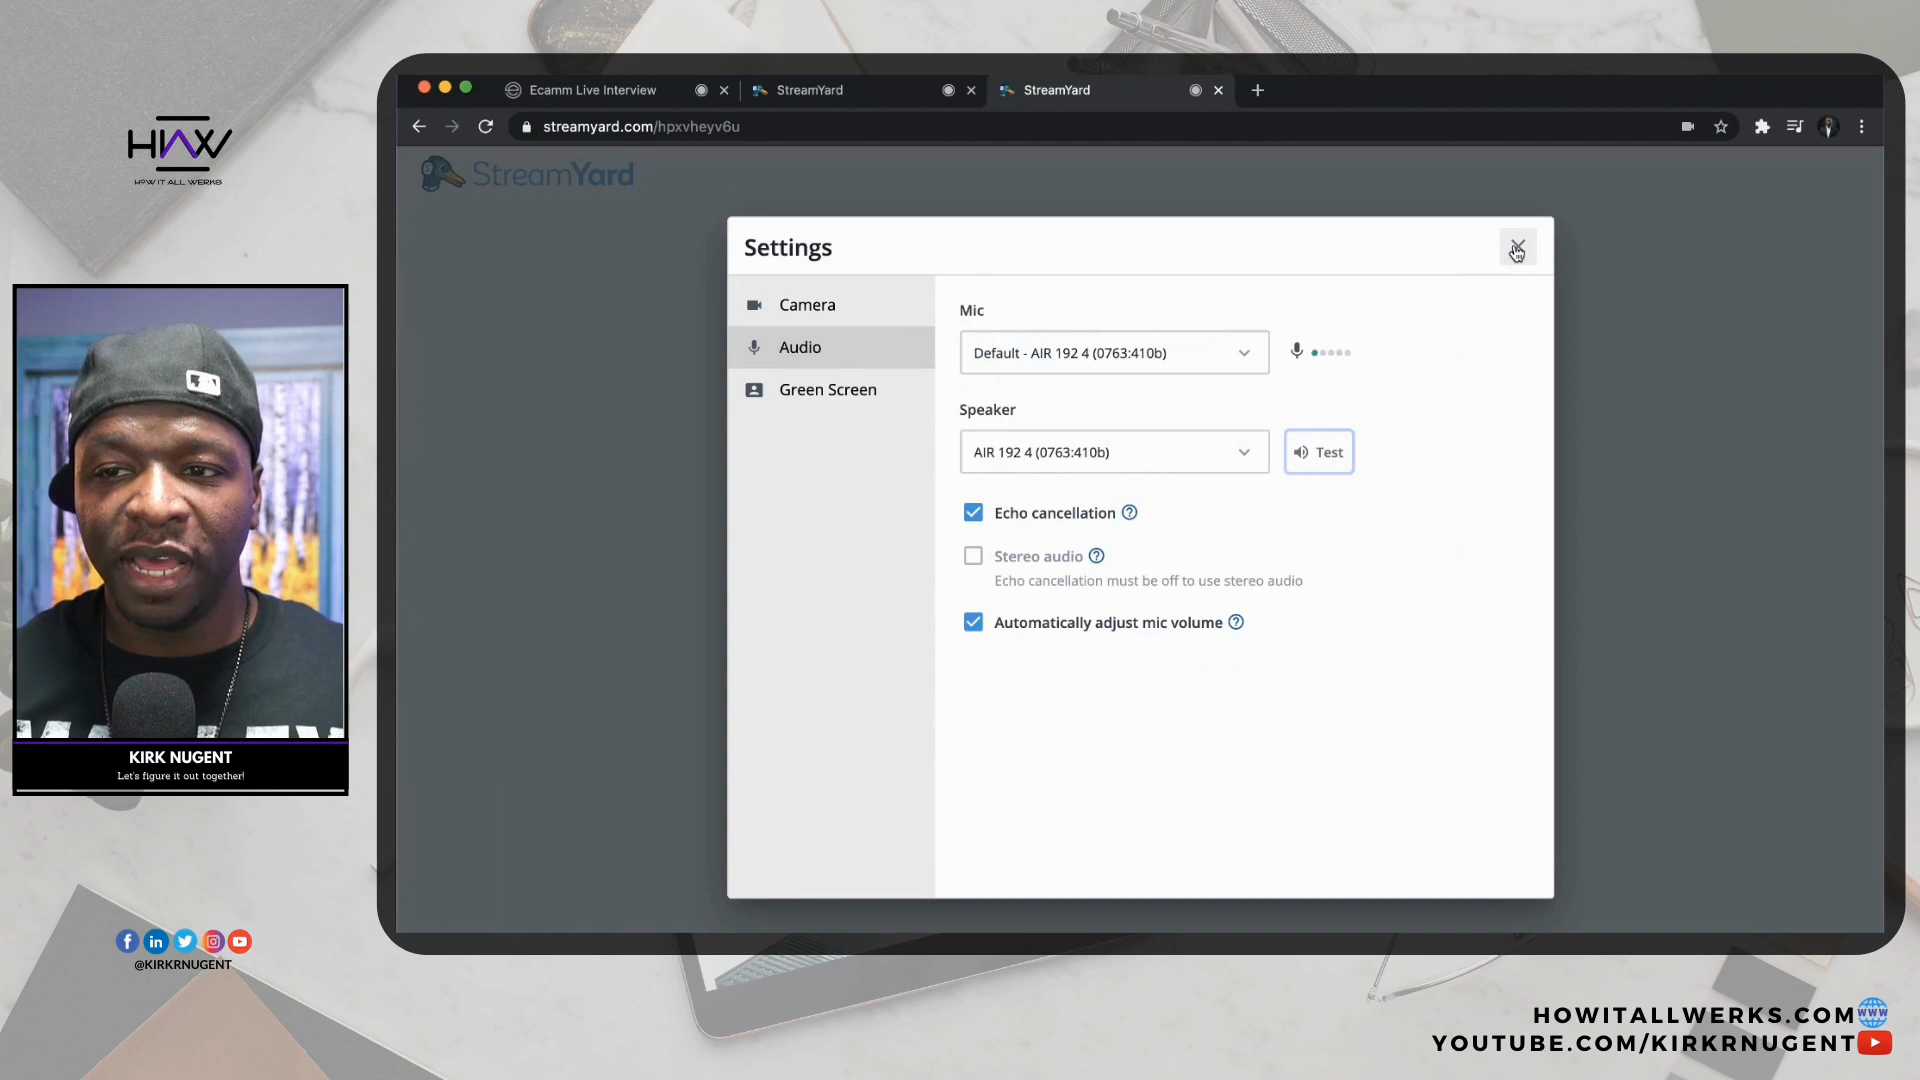 HIAW
HOW IT ALL WERKS
KIRK NUGENT
Let's figure it out together!
@KIRKRNUGENT
Ecamm Live Interview
StreamYard
StreamYard
streamyard.com/hpxvheyv6u
StreamYard
Settings
Camera
Audio
Green Screen
Mic
Default - AIR 192 4 (0763:410b)
Speaker
AIR 192 4 (0763:410b)
Test
Echo cancellation
Stereo audio
Echo cancellation must be off to use stereo audio
Automatically adjust mic volume
HOWITALLWERKS.COM
YOUTUBE.COM/KIRKRNUGENT